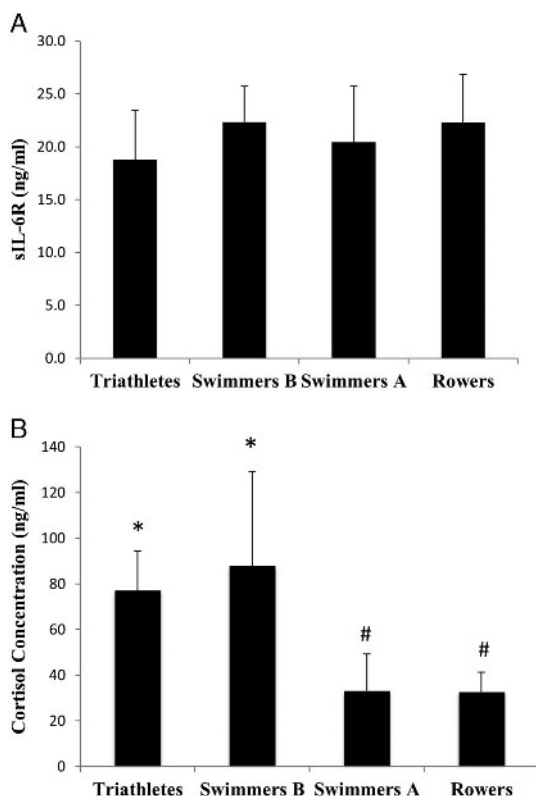 A
30.0
25.0
20.0
15.0
10.0
5.0
0.0
sIL-6R (ng/ml)
Triathletes Swimmers B Swimmers A Rowers
B
140
120
100
80
60
40
20
0
Cortisol Concentration (ng/ml)
* * # #
Triathletes Swimmers B Swimmers A Rowers